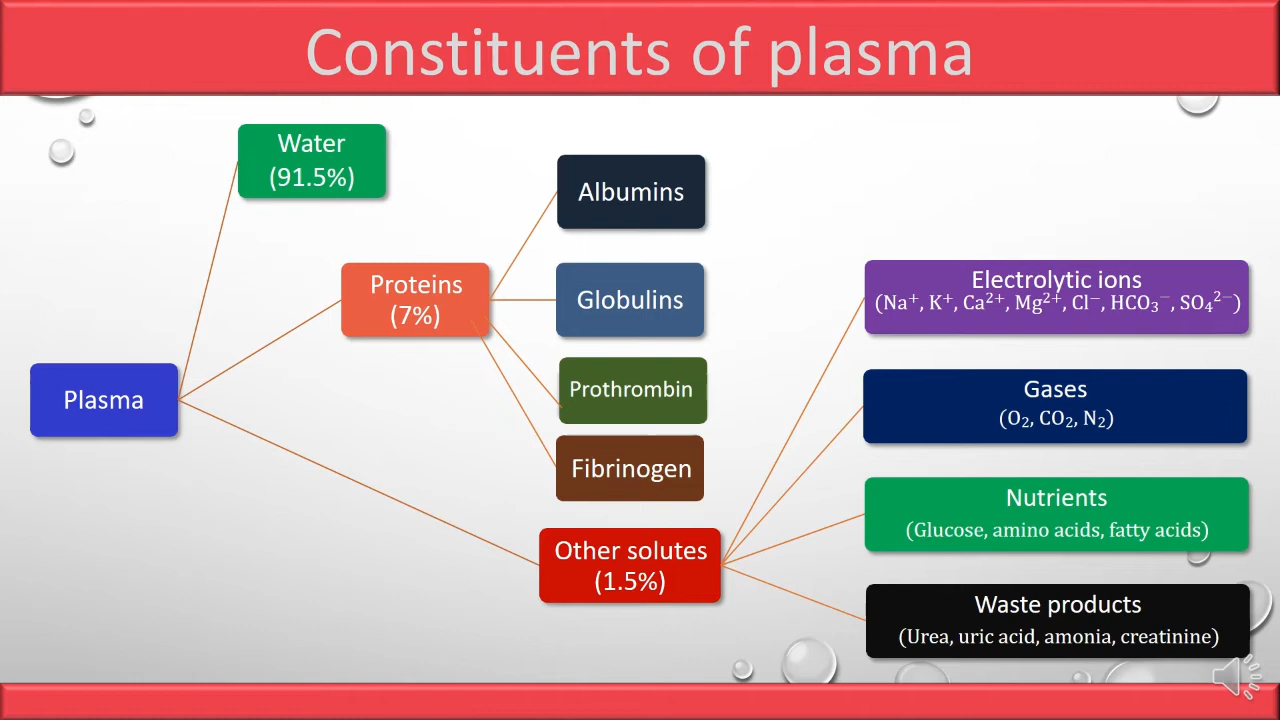 Constituents of plasma
Water
(91.5%)
Albumins
Proteins
(7%)
Globulins
Electrolytic ions
(Na⁺, K⁺, Ca²⁺, Mg²⁺, Cl⁻, HCO₃⁻, SO₄²⁻)
Plasma
Prothrombin
Gases
(O₂, CO₂, N₂)
Fibrinogen
Nutrients
(Glucose, amino acids, fatty acids)
Other solutes
(1.5%)
Waste products
(Urea, uric acid, amonia, creatinine)